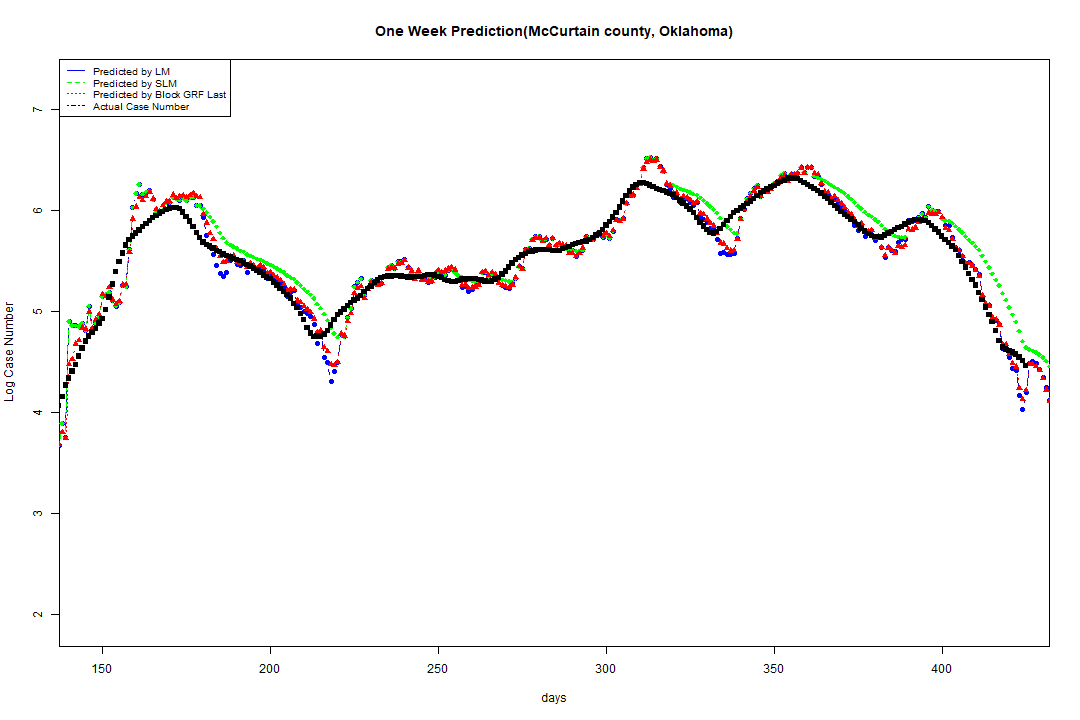 One Week Prediction(McCurtain county, Oklahoma)
Predicted by LM
Predicted by SLM
Predicted by Block GRF Last
Actual Case Number
7
6
5
4
3
2
Log Case Number
150 200 250 300 350 400
days